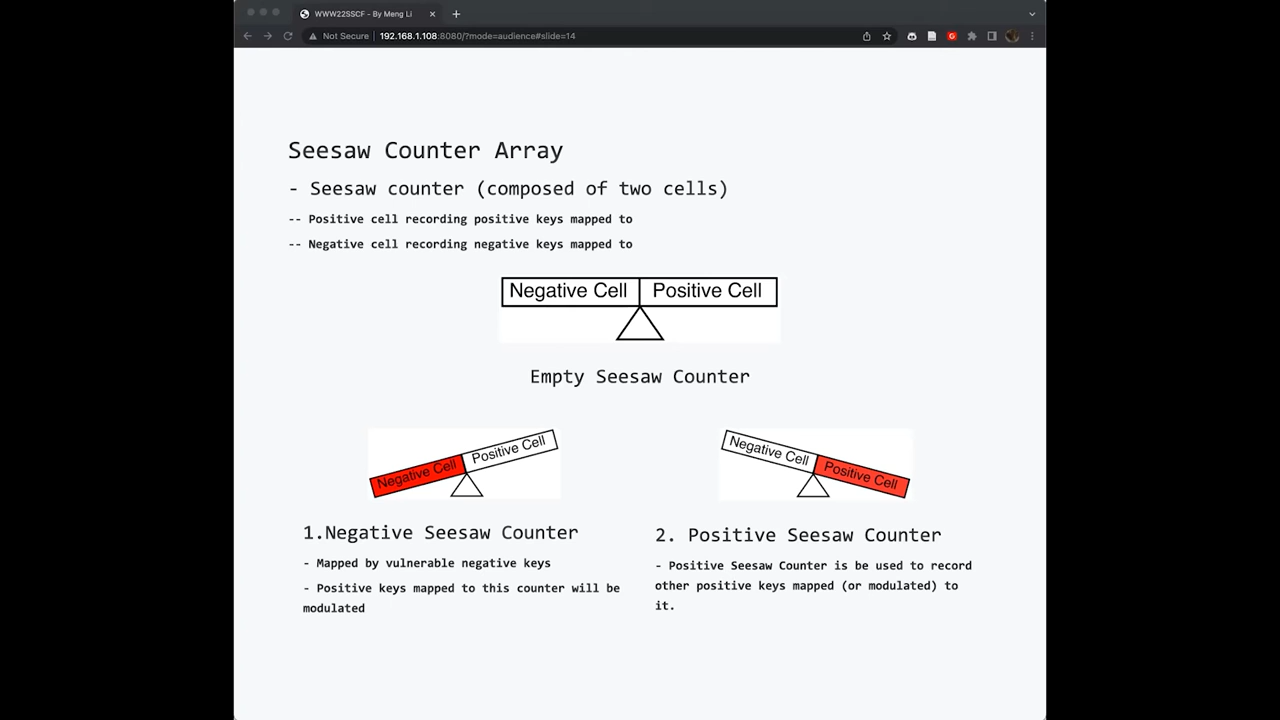 WWW22SSCF - By Meng Li
Not Secure 192.168.1.108:8080/?mode=audience#slide=14
Seesaw Counter Array
- Seesaw counter (composed of two cells)
-- Positive cell recording positive keys mapped to
-- Negative cell recording negative keys mapped to
Negative Cell Positive Cell
Empty Seesaw Counter
Negative Cell Positive Cell
1.Negative Seesaw Counter
- Mapped by vulnerable negative keys
- Positive keys mapped to this counter will be
modulated
Negative Cell Positive Cell
2. Positive Seesaw Counter
- Positive Seesaw Counter is be used to record
other positive keys mapped (or modulated) to
it.